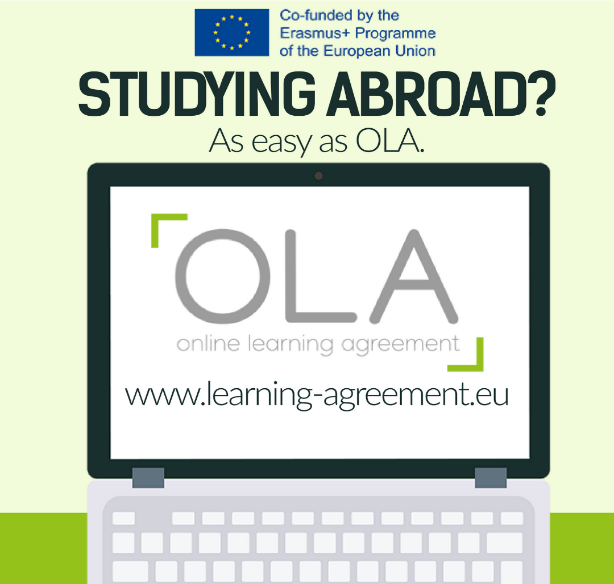 Co-funded by the
Erasmus+ Programme
of the European Union
STUDYING ABROAD?
As easy as OLA.
OLA
online learning agreement
www.learning-agreement.eu